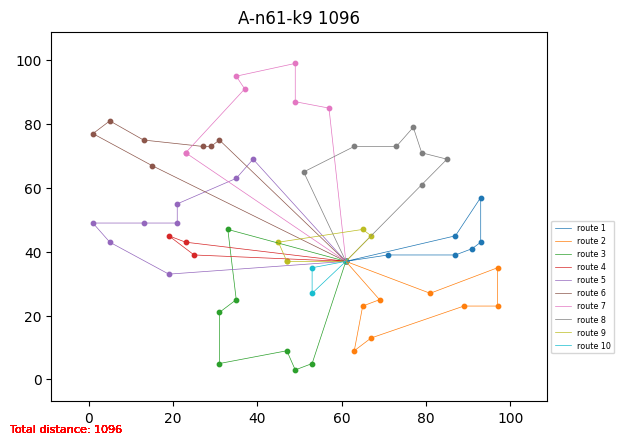 A-n61-k9 1096
100
80
60
40
20
0
0 20 40 60 80 100
route 1
route 2
route 3
route 4
route 5
route 6
route 7
route 8
route 9
route 10
Total distance: 1096